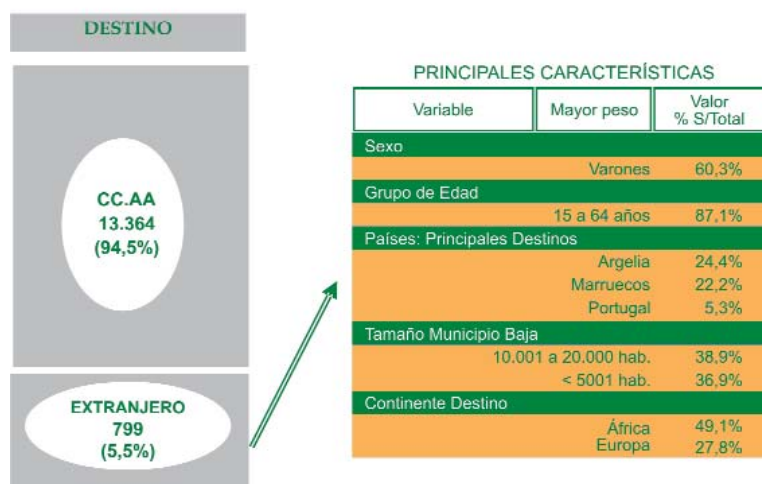 DESTINO
CC.AA
13.364
(94,5%)
EXTRANJERO
799
(5,5%)
PRINCIPALES CARACTERÍSTICAS
Variable Mayor peso Valor
% S/Total
Sexo
Varones 60,3%
Grupo de Edad
15 a 64 años 87,1%
Países: Principales Destinos
Argelia 24,4%
Marruecos 22,2%
Portugal 5,3%
Tamaño Municipio Baja
10.001 a 20.000 hab. 38,9%
< 5001 hab. 36,9%
Continente Destino
África 49,1%
Europa 27,8%